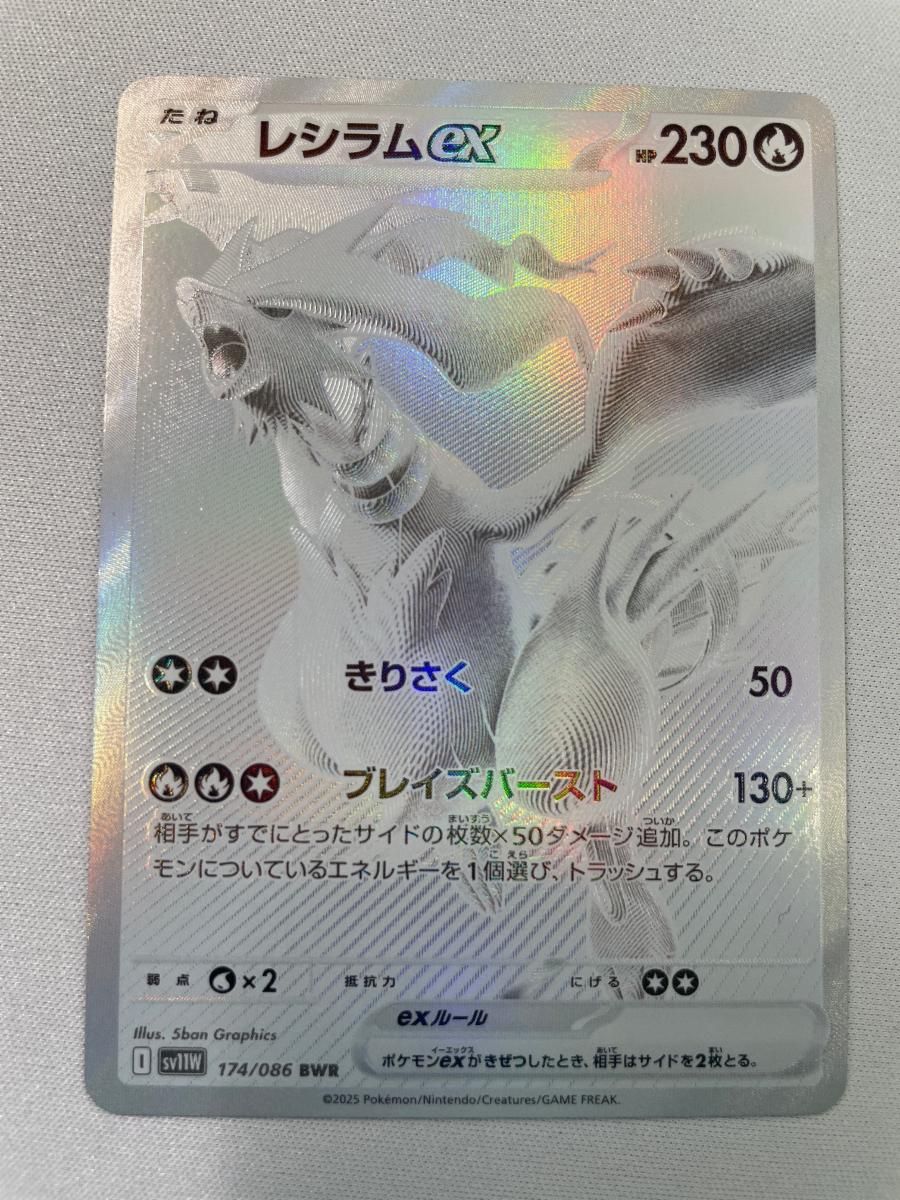 たね レシラムex HP 230
きりさく 50
ブレイズバースト 130+
相手がすでにとったサイドの枚数×50ダメージ追加。このポケ
モンについているエネルギーを1個選び、トラッシュする。
弱点 ×2 抵抗力 にげる
Illus. 5ban Graphics
exルール
ポケモンexがきぜつしたとき、相手はサイドを2枚とる。
I sv11W 174/086 BWR
©2025 Pokémon/Nintendo/Creatures/GAME FREAK.